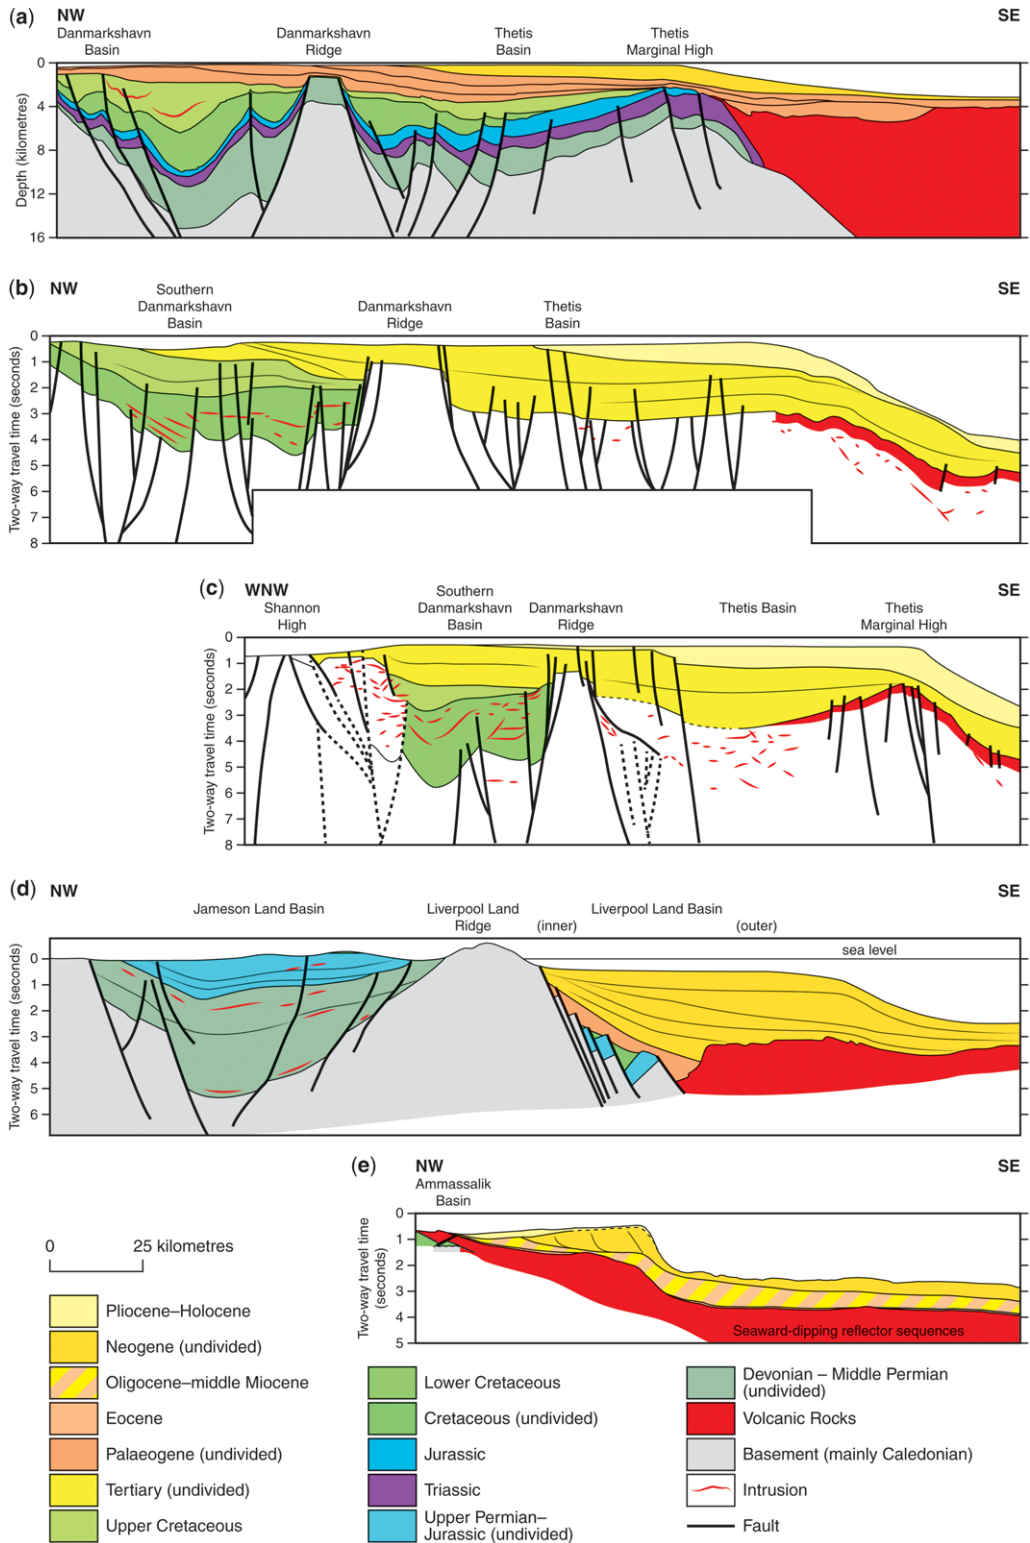 (a) NW SE
Danmarkshavn Basin
Danmarkshavn Ridge
Thetis Basin
Thetis Marginal High
Depth (kilometres)
0
4
8
12
16
(b) NW SE
Southern Danmarkshavn Basin
Danmarkshavn Ridge
Thetis Basin
Two-way travel time (seconds)
0
1
2
3
4
5
6
7
8
(c) WNW SE
Shannon High
Southern Danmarkshavn Basin
Danmarkshavn Ridge
Thetis Basin
Thetis Marginal High
Two-way travel time (seconds)
0
1
2
3
4
5
6
7
8
(d) NW SE
Jameson Land Basin
Liverpool Land Ridge
(inner)
Liverpool Land Basin
(outer)
sea level
Two-way travel time (seconds)
0
1
2
3
4
5
6
(e) NW SE
Ammassalik Basin
Two-way travel time (seconds)
0
1
2
3
4
5
Seaward-dipping reflector sequences
0 25 kilometres
Pliocene–Holocene
Neogene (undivided)
Oligocene–middle Miocene
Eocene
Palaeogene (undivided)
Tertiary (undivided)
Upper Cretaceous
Lower Cretaceous
Cretaceous (undivided)
Jurassic
Triassic
Upper Permian–
Jurassic (undivided)
Devonian – Middle Permian
(undivided)
Volcanic Rocks
Basement (mainly Caledonian)
Intrusion
Fault